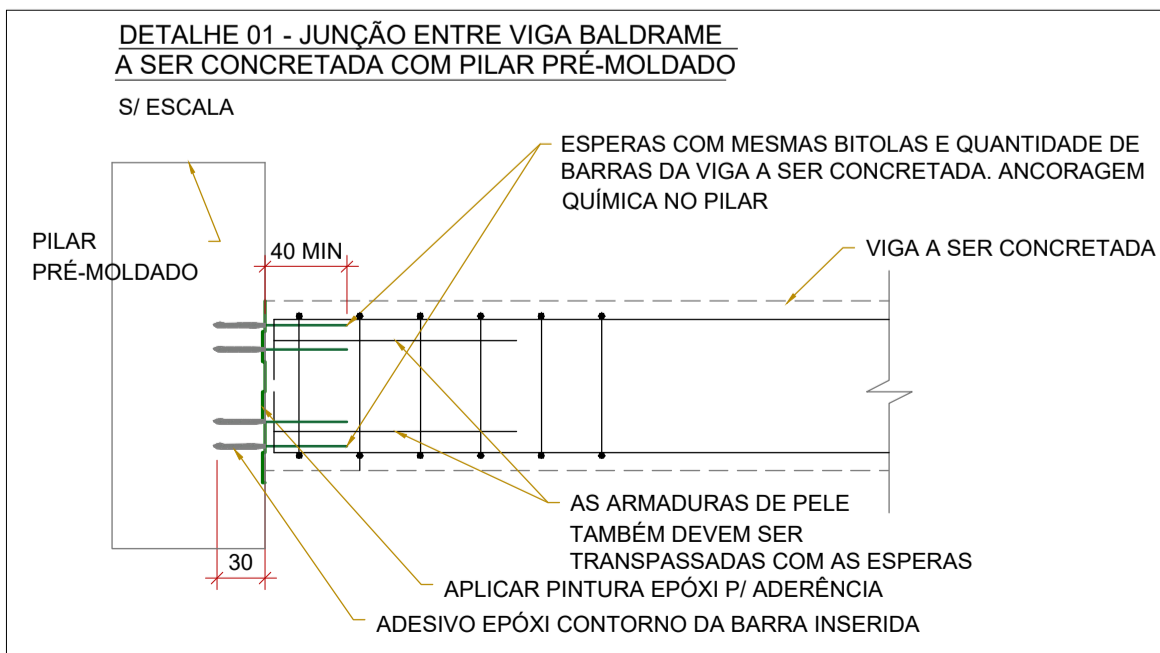 DETALHE 01 - JUNÇÃO ENTRE VIGA BALDRAME
A SER CONCRETADA COM PILAR PRÉ-MOLDADO
S/ ESCALA
ESPERAS COM MESMAS BITOLAS E QUANTIDADE DE
BARRAS DA VIGA A SER CONCRETADA. ANCORAGEM
QUÍMICA NO PILAR
PILAR
PRÉ-MOLDADO
40 MIN
VIGA A SER CONCRETADA
AS ARMADURAS DE PELE
TAMBÉM DEVEM SER
TRANSPASSADAS COM AS ESPERAS
30
APLICAR PINTURA EPÓXI P/ ADERÊNCIA
ADESIVO EPÓXI CONTORNO DA BARRA INSERIDA